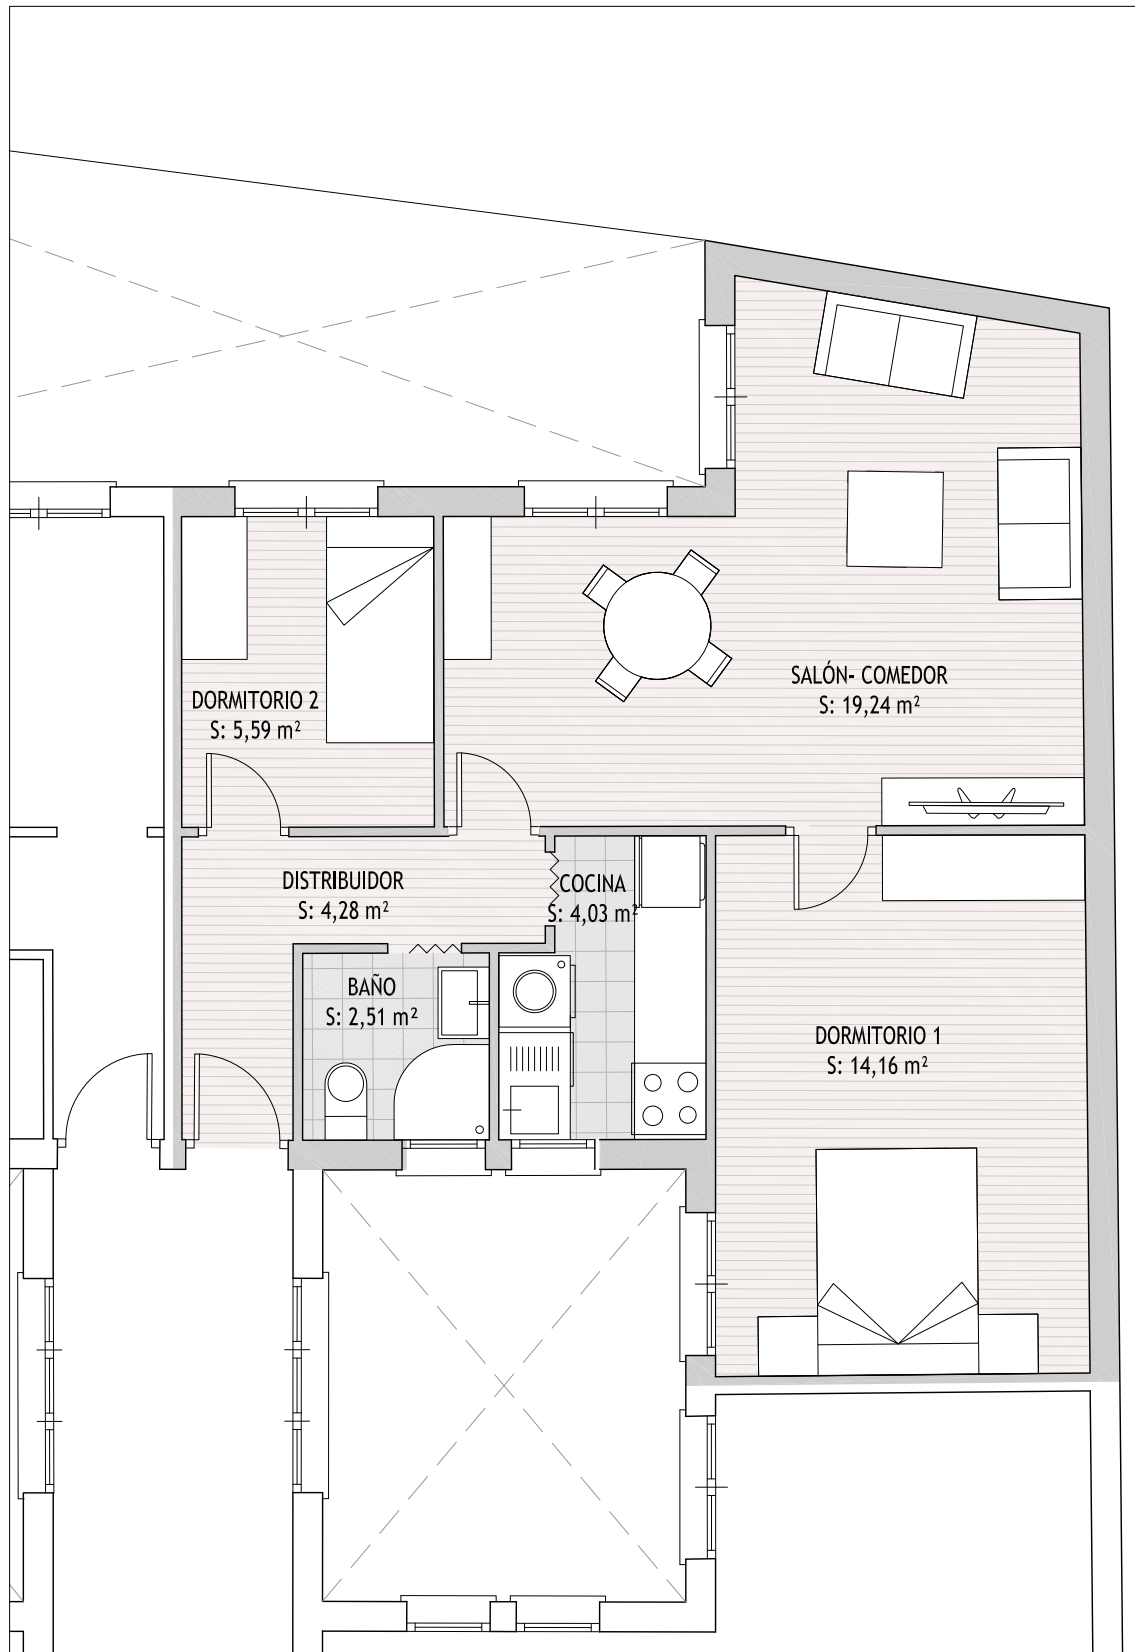 SALÓN- COMEDOR
S: 19,24 m²
DORMITORIO 2
S: 5,59 m²
DISTRIBUIDOR
S: 4,28 m²
COCINA
S: 4,03 m²
BAÑO
S: 2,51 m²
DORMITORIO 1
S: 14,16 m²